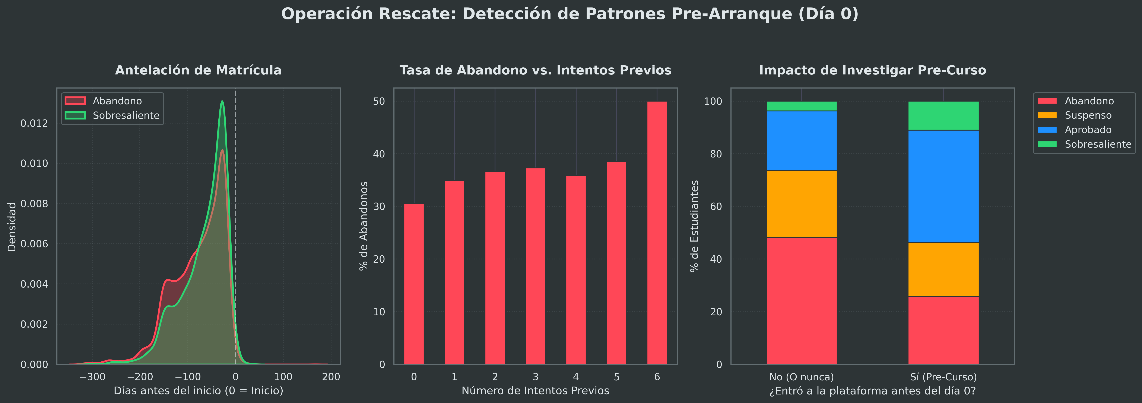 Operación Rescate: Detección de Patrones Pre-Arranque (Día 0)
Antelación de Matrícula
Abandono
Sobresaliente
Densidad
0.012
0.010
0.008
0.006
0.004
0.002
0.000
−300
−200
−100
0
100
200
Dias antes del inicio (0 = Inicio)
Tasa de Abandono vs. Intentos Previos
% de Abandonos
50
40
30
20
10
0
0
1
2
3
4
5
6
Número de Intentos Previos
Impacto de Investigar Pre-Curso
% de Estudiantes
100
80
60
40
20
0
No (O nunca)
Sí (Pre-Curso)
¿Entró a la plataforma antes del día 0?
Abandono
Suspenso
Aprobado
Sobresaliente